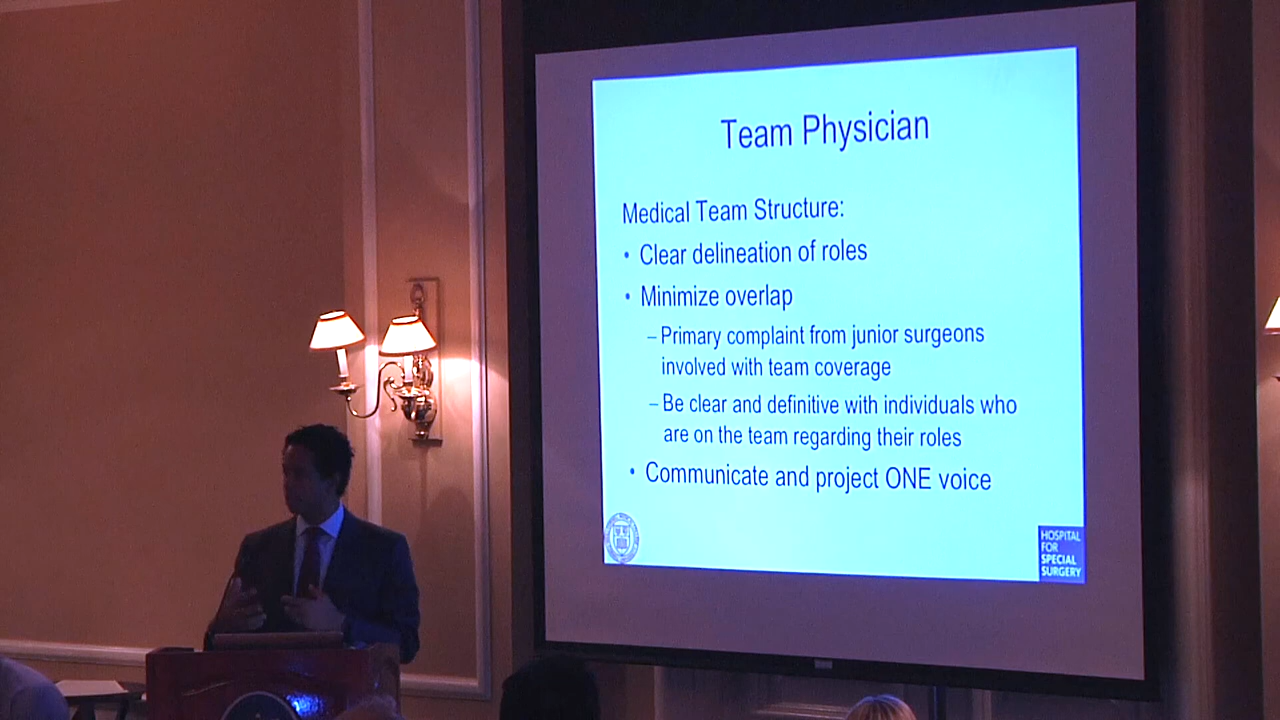 Team Physician
Medical Team Structure:
• Clear delineation of roles
• Minimize overlap
– Primary complaint from junior surgeons
involved with team coverage
– Be clear and definitive with individuals who
are on the team regarding their roles
• Communicate and project ONE voice
HOSPITAL
FOR
SPECIAL
SURGERY